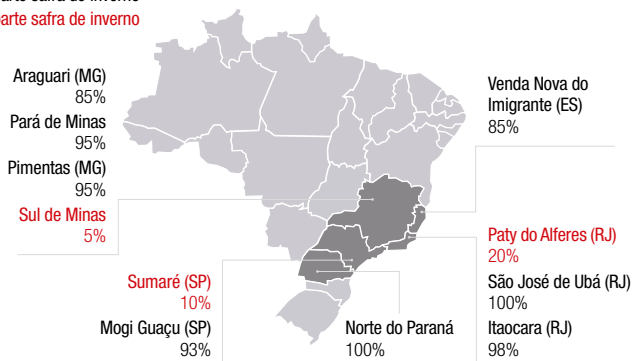 parte safra de inverno
Araguari (MG)
85%
Pará de Minas
95%
Pimentas (MG)
95%
Sul de Minas
5%
Venda Nova do
Imigrante (ES)
85%
Paty do Alferes (RJ)
20%
São José de Ubá (RJ)
100%
Itaocara (RJ)
98%
Sumaré (SP)
10%
Mogi Guaçu (SP)
93%
Norte do Paraná
100%